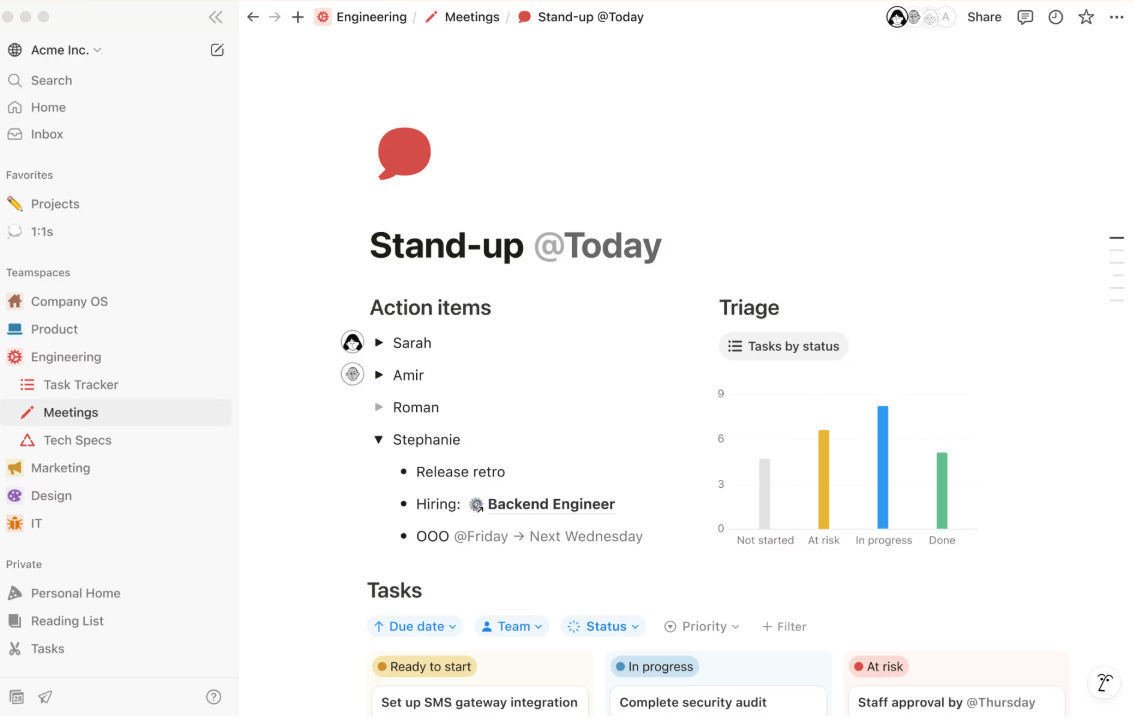 Engineering / Meetings / Stand-up @Today
A
Share
Acme Inc.
Search
Home
Inbox
Favorites
Projects
1:1s
Teamspaces
Company OS
Product
Engineering
Task Tracker
Meetings
Tech Specs
Marketing
Design
IT
Private
Personal Home
Reading List
Tasks
28
?
Stand-up @Today
Action items
Sarah
Amir
Roman
Stephanie
Release retro
Hiring: Backend Engineer
OOO @Friday → Next Wednesday
Triage
Tasks by status
9
6
3
0
Not started At risk In progress Done
Tasks
Due date Team Status Priority + Filter
Ready to start
Set up SMS gateway integration
In progress
Complete security audit
At risk
Staff approval by @Thursday